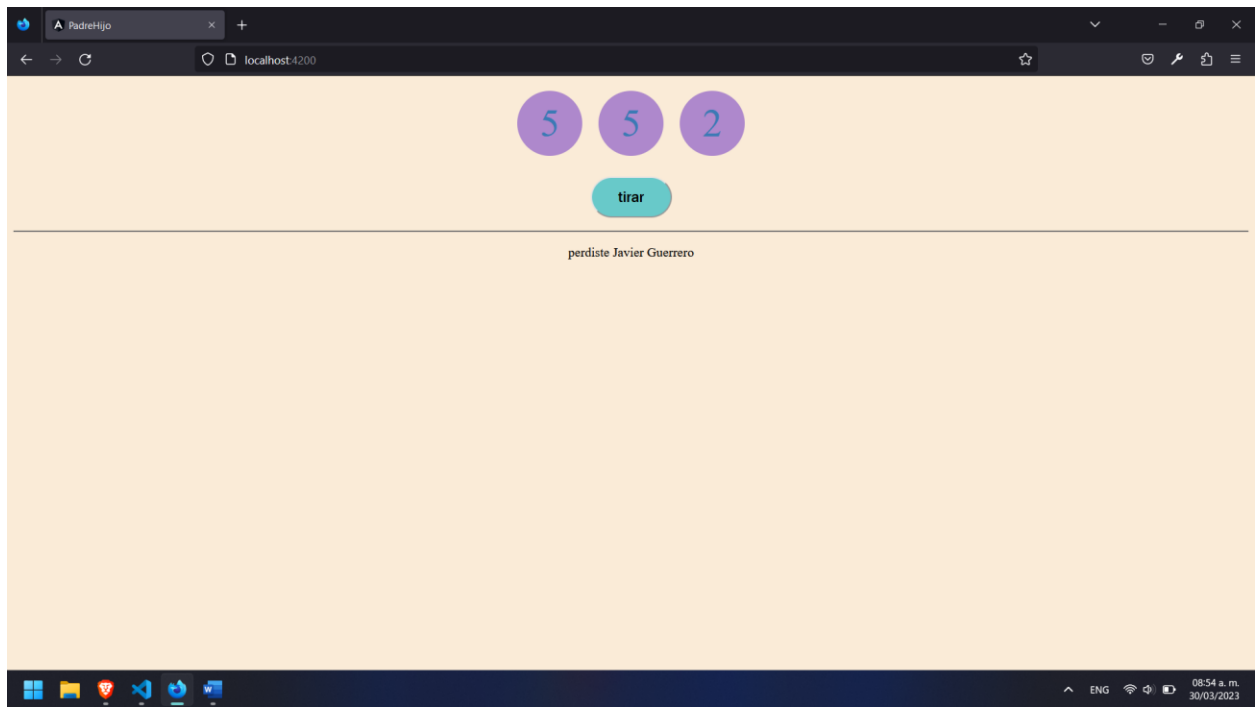 PadreHijo
localhost:4200
5 5 2
tirar
perdiste Javier Guerrero
ENG
08:54 a. m.
30/03/2023